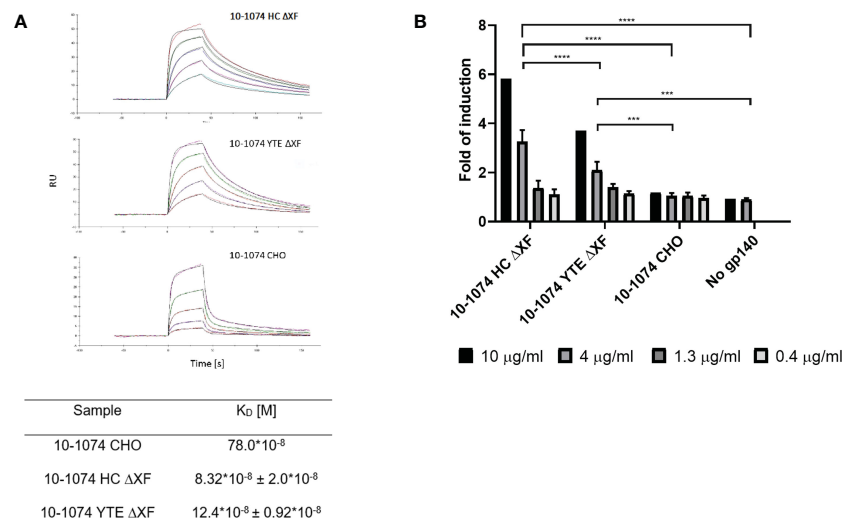 A
10-1074 HC ΔXF
10-1074 YTE ΔXF
RU
10-1074 CHO
Time [s]
Sample K_D [M]
10-1074 CHO 78.0*10⁻⁸
10-1074 HC ΔXF 8.32*10⁻⁸ ± 2.0*10⁻⁸
10-1074 YTE ΔXF 12.4*10⁻⁸ ± 0.92*10⁻⁸
B
Fold of induction
8
6
4
2
0
****
****
****
***
***
10-1074 HC ΔXF
10-1074 YTE ΔXF
10-1074 CHO
No gp140
10 μg/ml 4 μg/ml 1.3 μg/ml 0.4 μg/ml